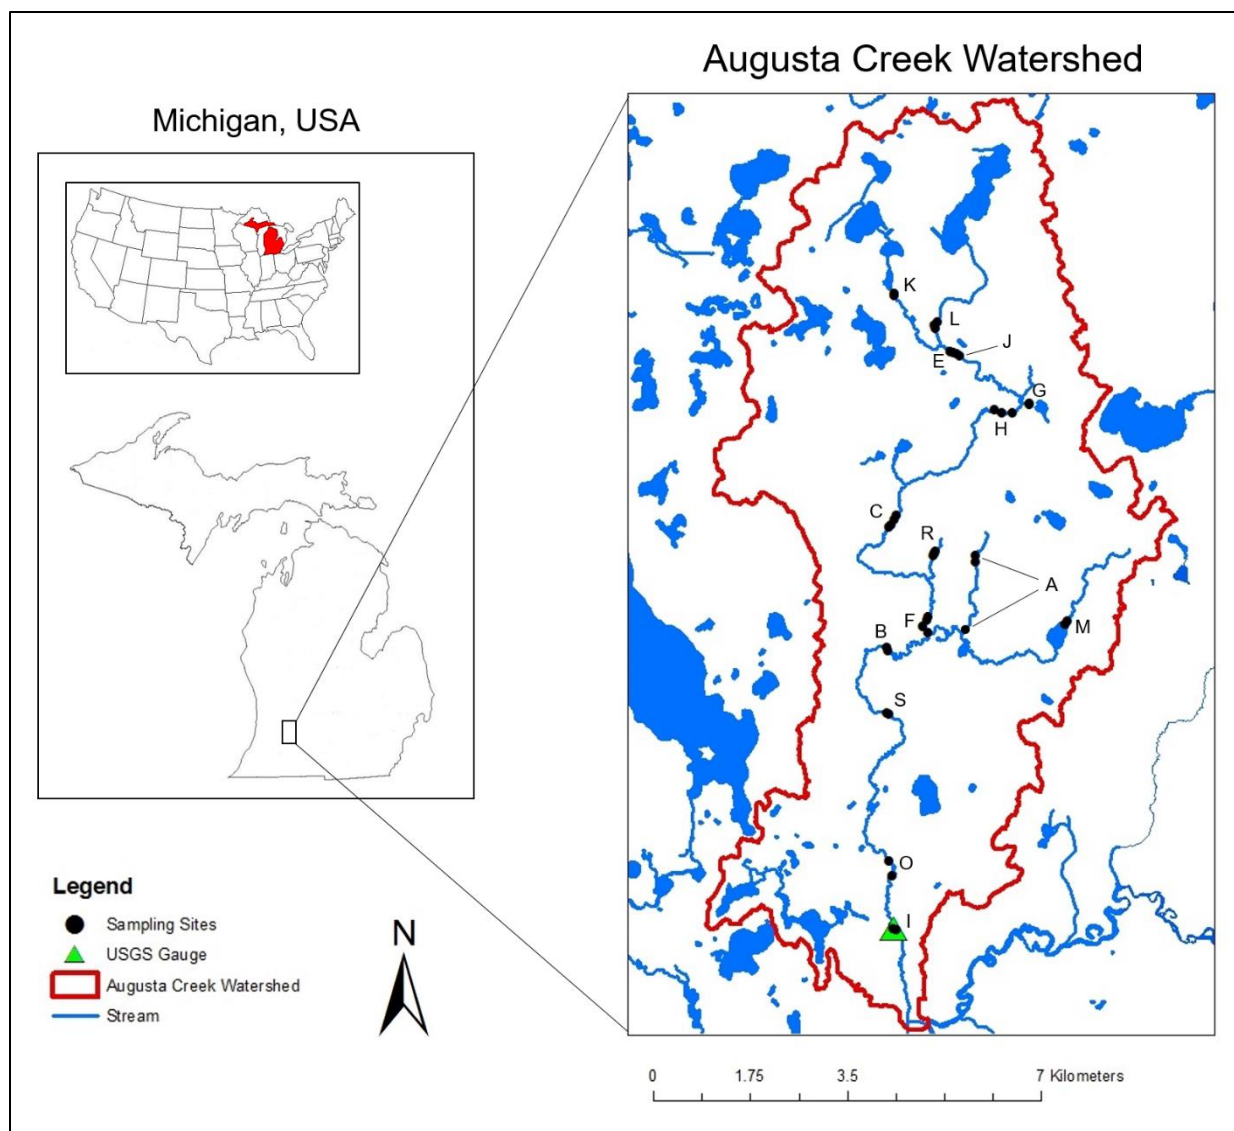 Augusta Creek Watershed
Michigan, USA
K
L
E
J
G
H
C
R
A
F
M
B
S
O
I
Legend
Sampling Sites
USGS Gauge
Augusta Creek Watershed
Stream
N
0 1.75 3.5 7 Kilometers